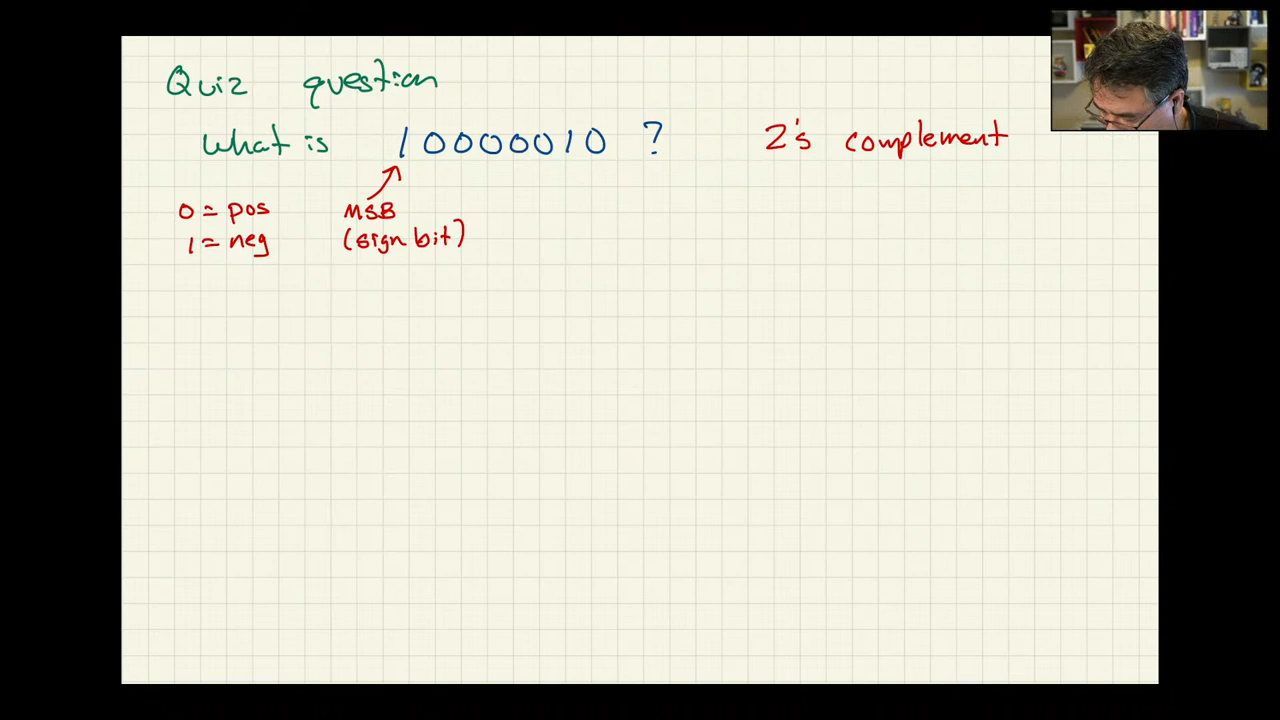 Quiz question
what is 10000010 ? 2's complement
0 = pos MSB
1 = neg (sign bit)